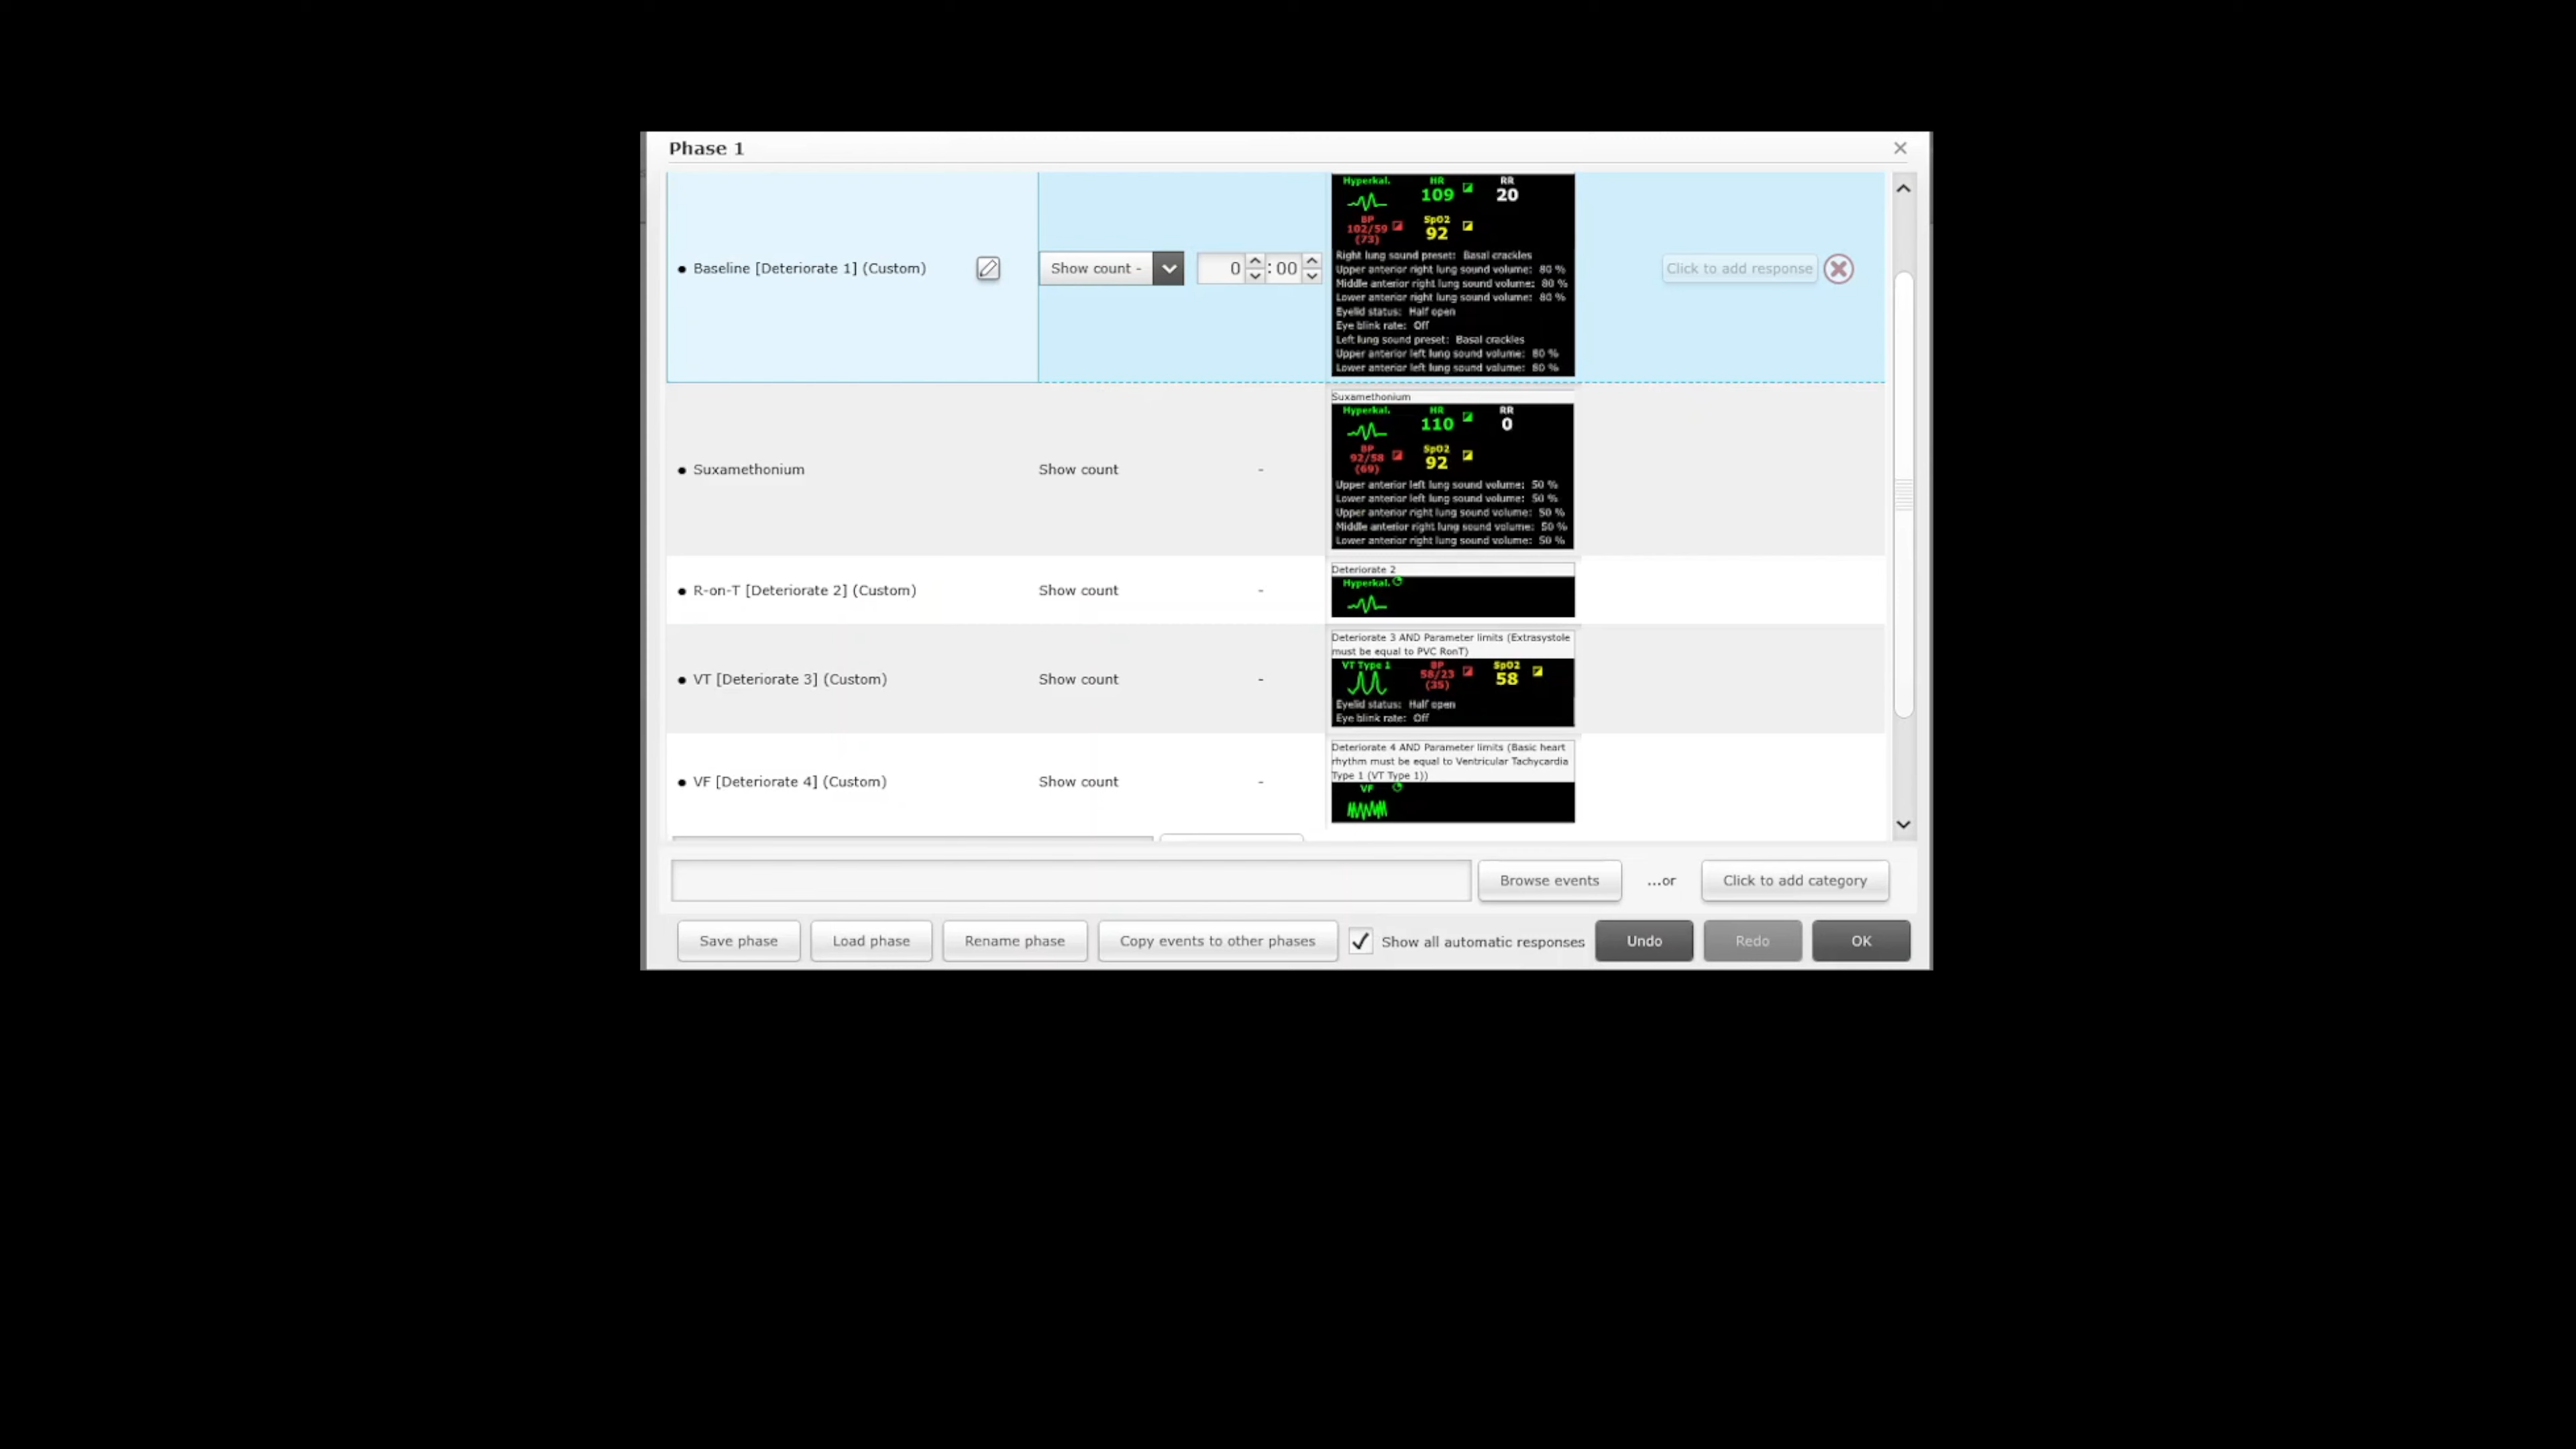 Phase 1
Hyperkal. HR RR
109 20
BP SpO2
102/59 92
(73)
Baseline [Deteriorate 1] (Custom) Show count - 0 : 00 Click to add response
Right lung sound preset: Basal crackles
Upper anterior right lung sound volume: 80 %
Middle anterior right lung sound volume: 80 %
Lower anterior right lung sound volume: 80 %
Eyelid status: Half open
Eye blink rate: Off
Left lung sound preset: Basal crackles
Upper anterior left lung sound volume: 80 %
Lower anterior left lung sound volume: 80 %
Suxamethonium
Hyperkal. HR RR
110 0
BP SpO2
92/58 92
(69)
Suxamethonium Show count -
Upper anterior left lung sound volume: 50 %
Lower anterior left lung sound volume: 50 %
Upper anterior right lung sound volume: 50 %
Middle anterior right lung sound volume: 50 %
Lower anterior right lung sound volume: 50 %
Deteriorate 2
Hyperkal.
R-on-T [Deteriorate 2] (Custom) Show count -
Deteriorate 3 AND Parameter limits (Extrasystole
must be equal to PVC RonT)
VT Type 1 BP SpO2
58/23 58
(35)
VT [Deteriorate 3] (Custom) Show count -
Eyelid status: Half open
Eye blink rate: Off
Deteriorate 4 AND Parameter limits (Basic heart
rhythm must be equal to Ventricular Tachycardia
Type 1 (VT Type 1))
VF
VF [Deteriorate 4] (Custom) Show count -
Browse events ...or Click to add category
Save phase Load phase Rename phase Copy events to other phases Show all automatic responses Undo Redo OK